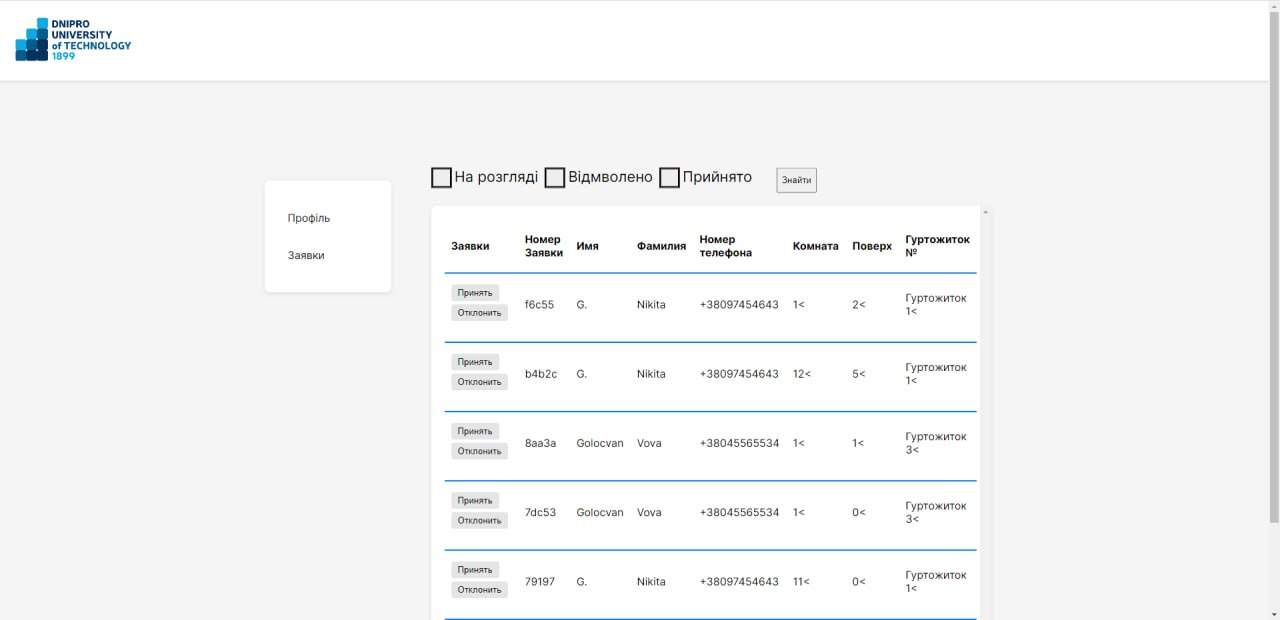 DNIPRO
UNIVERSITY
of TECHNOLOGY
1899
На розгляді Відмволено Прийнято Знайти
Профіль
Заявки
Заявки Номер Заявки Имя Фамилия Номер телефона Комната Поверх Гуртожиток №
Принять
Отклонить
f6c55 G. Nikita +38097454643 1< 2< Гуртожиток 1<
Принять
Отклонить
b4b2c G. Nikita +38097454643 12< 5< Гуртожиток 1<
Принять
Отклонить
8aa3a Golocvan Vova +38045565534 1< 1< Гуртожиток 3<
Принять
Отклонить
7dc53 Golocvan Vova +38045565534 1< 0< Гуртожиток 3<
Принять
Отклонить
79197 G. Nikita +38097454643 11< 0< Гуртожиток 1<